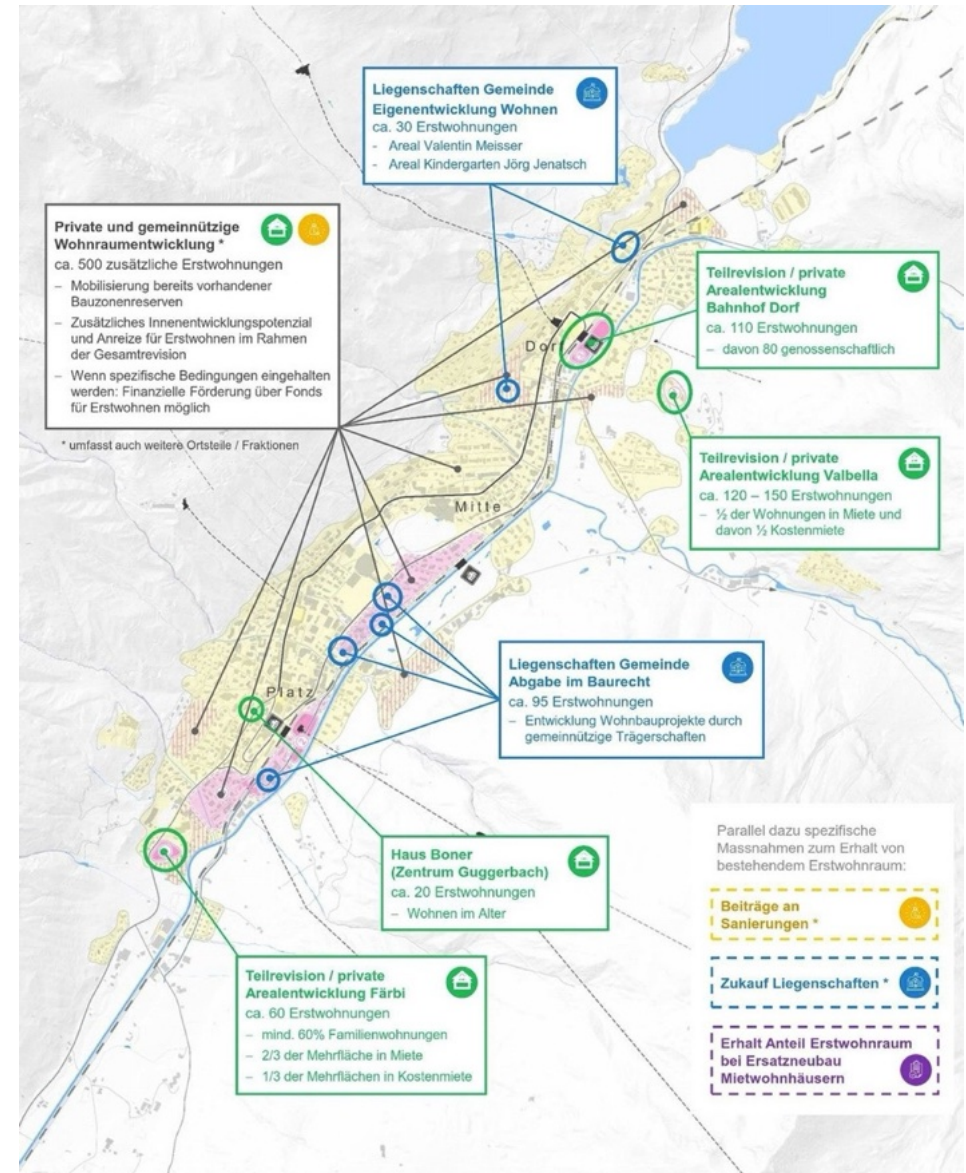 Liegenschaften Gemeinde
Eigenentwicklung Wohnen
ca. 30 Erstwohnungen
- Areal Valentin Meisser
- Areal Kindergarten Jörg Jenatsch
Private und gemeinnützige
Wohnraumentwicklung *
ca. 500 zusätzliche Erstwohnungen
– Mobilisierung bereits vorhandener
Bauzonenreserven
– Zusätzliches Innenentwicklungspotenzial
und Anreize für Erstwohnen im Rahmen
der Gesamtrevision
– Wenn spezifische Bedingungen eingehalten
werden: Finanzielle Förderung über Fonds
für Erstwohnen möglich
* umfasst auch weitere Ortsteile / Fraktionen
Teilrevision / private
Arealentwicklung
Bahnhof Dorf
ca. 110 Erstwohnungen
– davon 80 genossenschaftlich
Dorf
Teilrevision / private
Arealentwicklung Valbella
ca. 120 – 150 Erstwohnungen
– ½ der Wohnungen in Miete und
davon ½ Kostenmiete
Mitte
Liegenschaften Gemeinde
Abgabe im Baurecht
ca. 95 Erstwohnungen
– Entwicklung Wohnbauprojekte durch
gemeinnützige Trägerschaften
Platz
Haus Boner
(Zentrum Guggerbach)
ca. 20 Erstwohnungen
– Wohnen im Alter
Teilrevision / private
Arealentwicklung Färbi
ca. 60 Erstwohnungen
– mind. 60% Familienwohnungen
– 2/3 der Mehrfläche in Miete
– 1/3 der Mehrflächen in Kostenmiete
Parallel dazu spezifische
Massnahmen zum Erhalt von
bestehendem Erstwohnraum:
Beiträge an
Sanierungen *
Zukauf Liegenschaften *
Erhalt Anteil Erstwohnraum
bei Ersatzneubau
Mietwohnhäusern